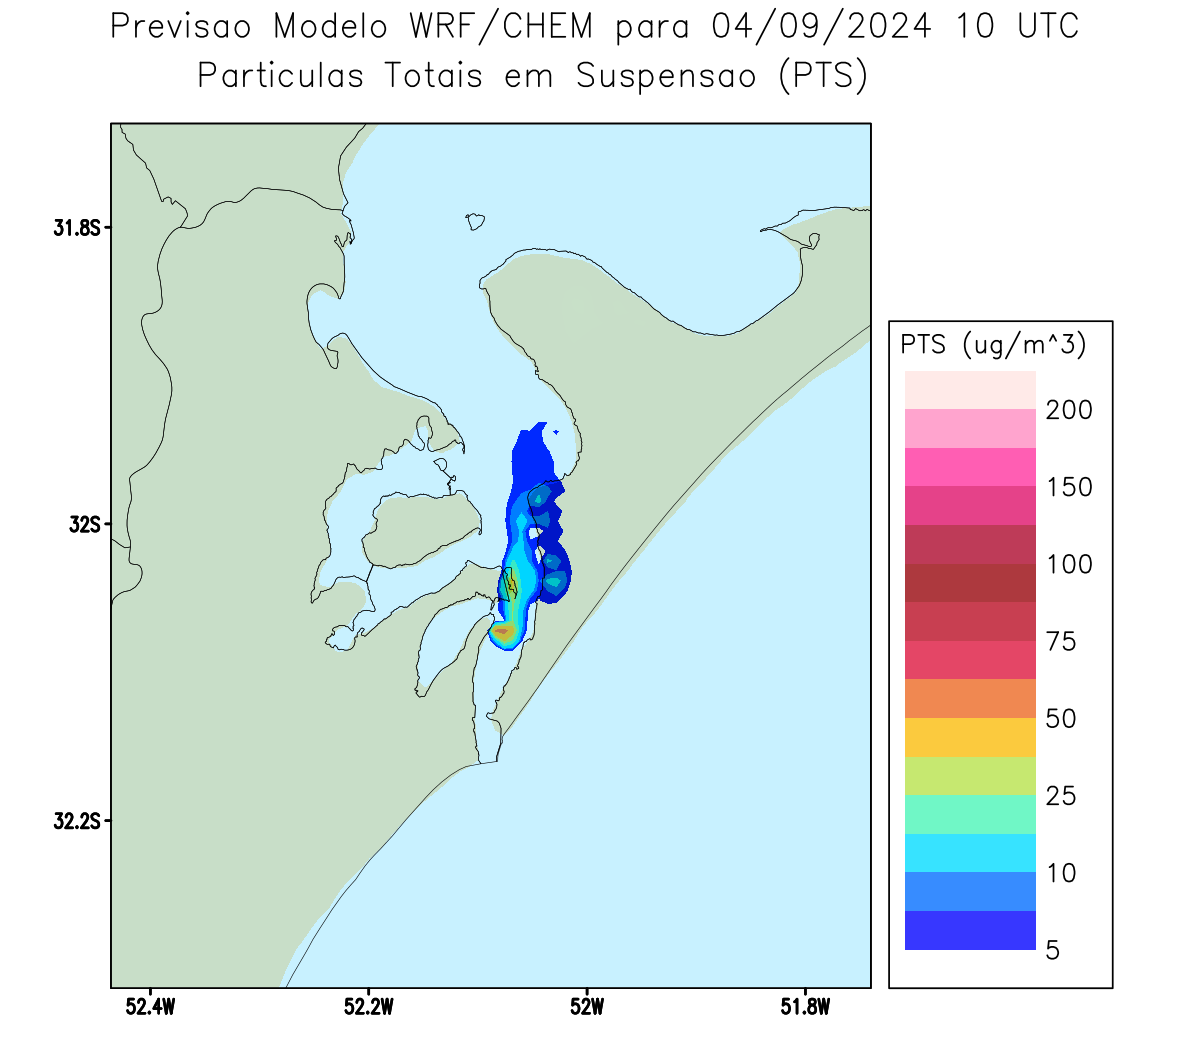 Previsao Modelo WRF/CHEM para 04/09/2024 10 UTC
Particulas Totais em Suspensao (PTS)
31.8S
32S
32.2S
52.4W
52.2W
52W
51.8W
PTS (ug/m^3)
200
150
100
75
50
25
10
5